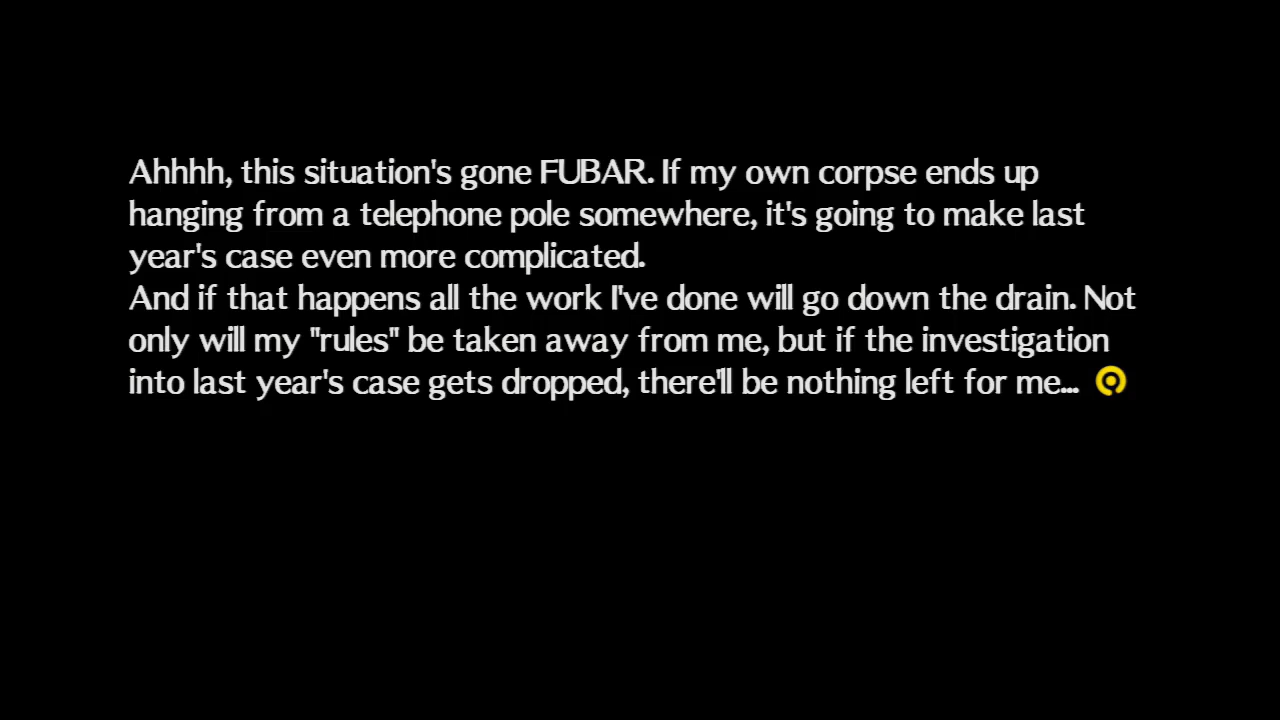 Ahhhh, this situation's gone FUBAR. If my own corpse ends up
hanging from a telephone pole somewhere, it's going to make last
year's case even more complicated.
And if that happens all the work I've done will go down the drain. Not
only will my "rules" be taken away from me, but if the investigation
into last year's case gets dropped, there'll be nothing left for me...